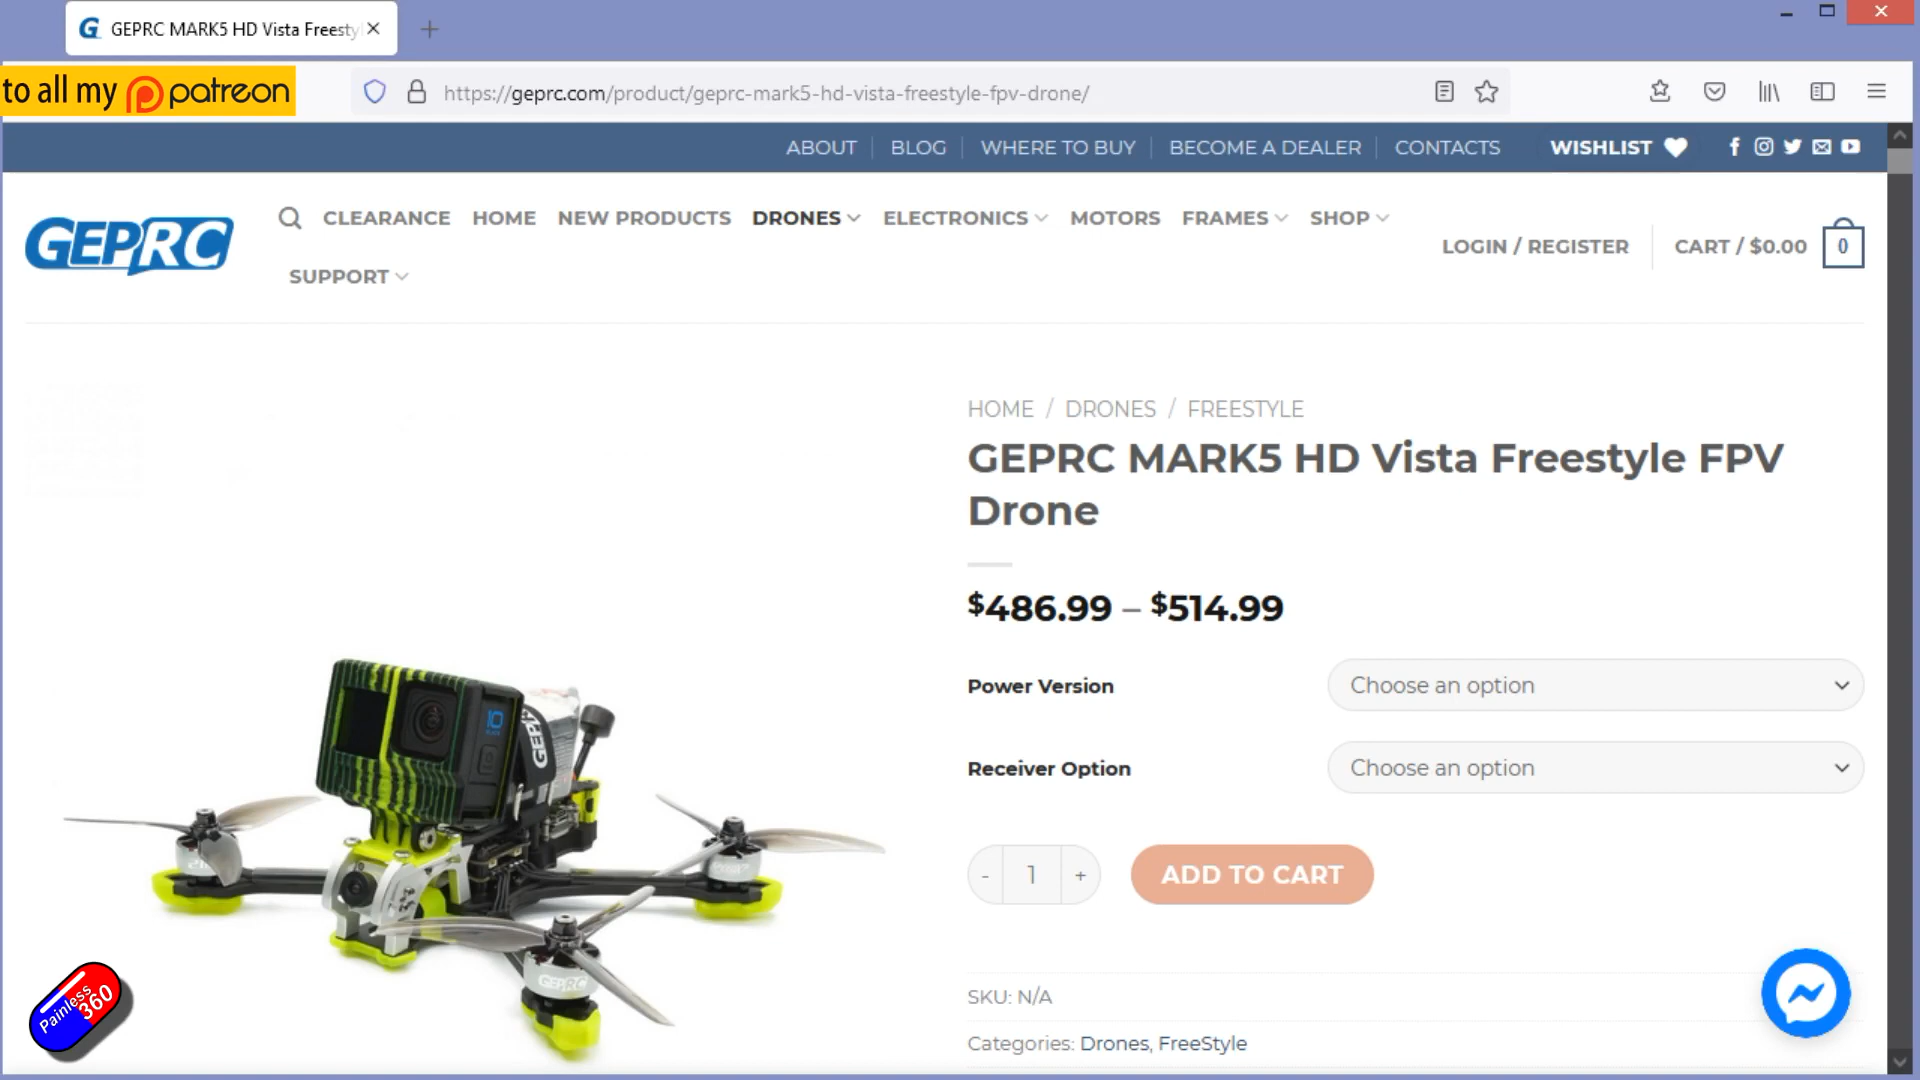 GEPRC MARK5 HD Vista Freesty
to all my patreon
https://geprc.com/product/geprc-mark5-hd-vista-freestyle-fpv-drone/
ABOUT BLOG WHERE TO BUY BECOME A DEALER CONTACTS WISHLIST
GEPRC
CLEARANCE HOME NEW PRODUCTS DRONES ELECTRONICS MOTORS FRAMES SHOP
SUPPORT
LOGIN / REGISTER CART / $0.00 0
HOME / DRONES / FREESTYLE
GEPRC MARK5 HD Vista Freestyle FPV
Drone
$486.99 – $514.99
Power Version Choose an option
Receiver Option Choose an option
- 1 + ADD TO CART
SKU: N/A
Categories: Drones, FreeStyle
10
GEPRC
Painless
360